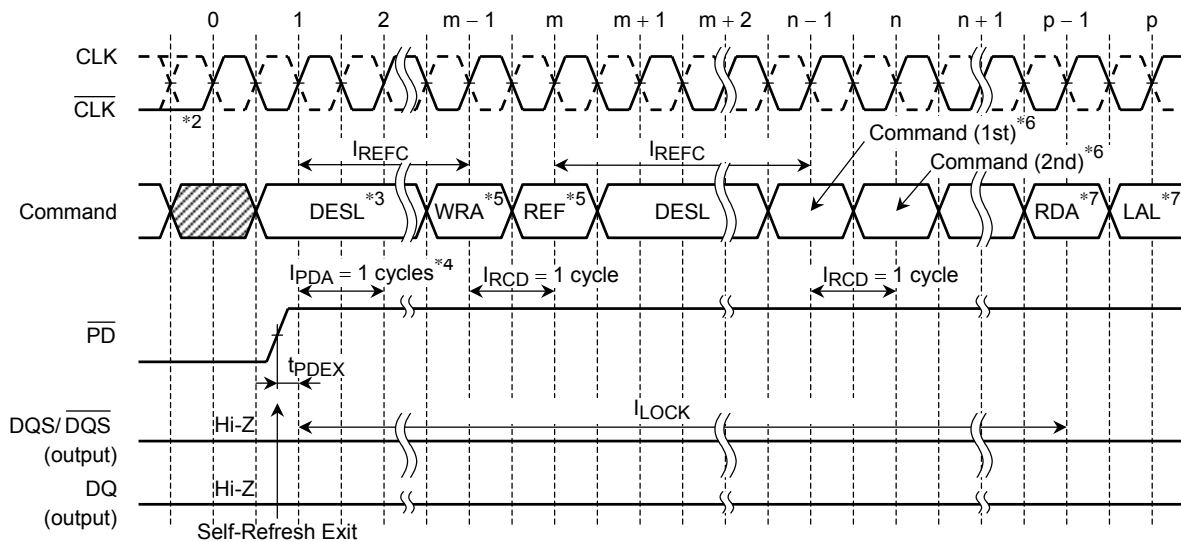 0 1 2 m − 1 m m + 1 m + 2 n − 1 n n + 1 p − 1 p
CLK
CLK
*2
Command (1st)*6
IREFC IREFC
Command (2nd)*6
Command DESL*3 WRA*5 REF*5 DESL RDA*7 LAL*7
IPDA = 1 cycles*4 IRCD = 1 cycle IRCD = 1 cycle
PD
tPDEX
ILOCK
DQS/DQS Hi-Z
(output)
DQ Hi-Z
(output)
Self-Refresh Exit